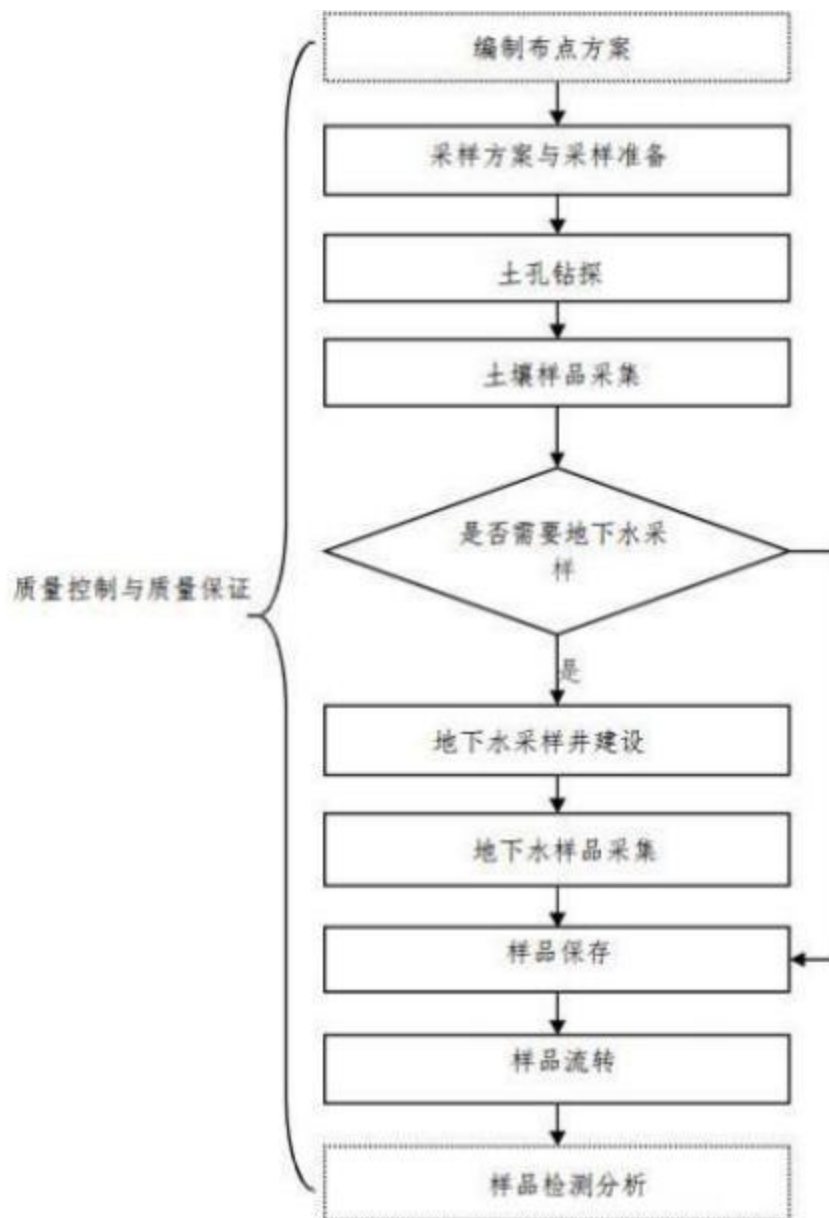 编制布点方案
采样方案与采样准备
土孔钻探
土壤样品采集
是否需要地下水采
样
质量控制与质量保证
是
地下水采样井建设
地下水样品采集
样品保存
样品流转
样品检测分析